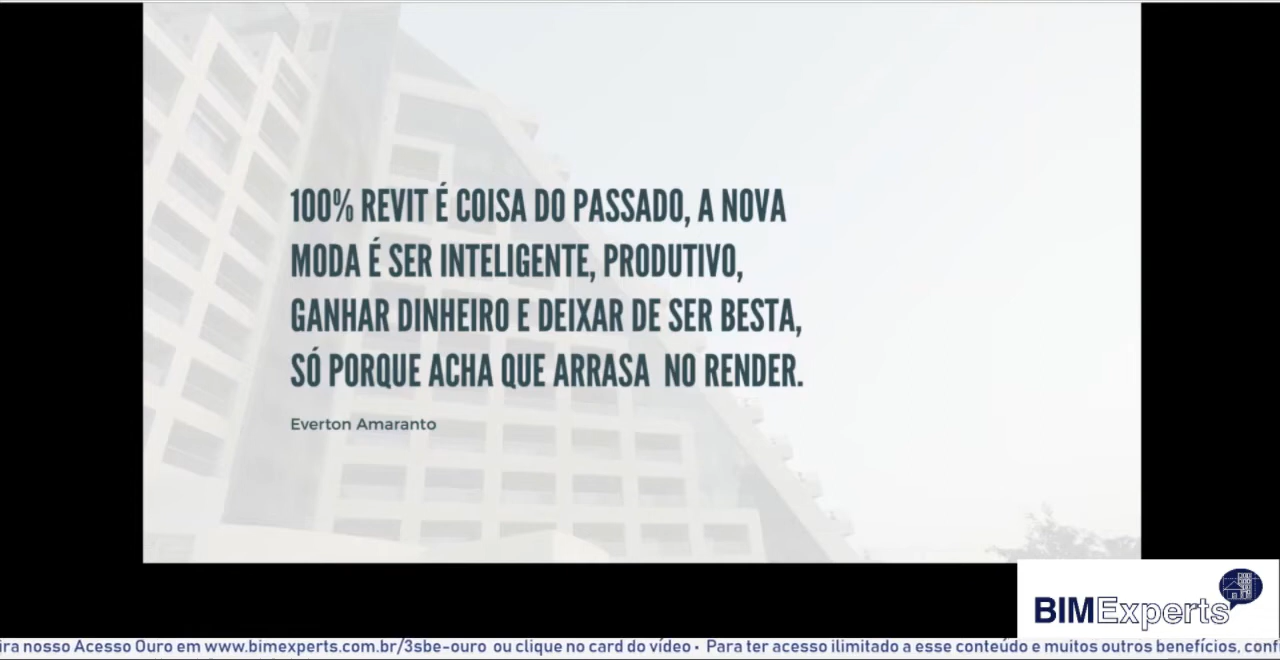 100% REVIT É COISA DO PASSADO, A NOVA
MODA É SER INTELIGENTE, PRODUTIVO,
GANHAR DINHEIRO E DEIXAR DE SER BESTA,
SÓ PORQUE ACHA QUE ARRASA NO RENDER.
Everton Amaranto
BIMExperts
ira nosso Acesso Ouro em www.bimexperts.com.br/3sbe-ouro ou clique no card do vídeo • Para ter acesso ilimitado a esse conteúdo e muitos outros benefícios, conf